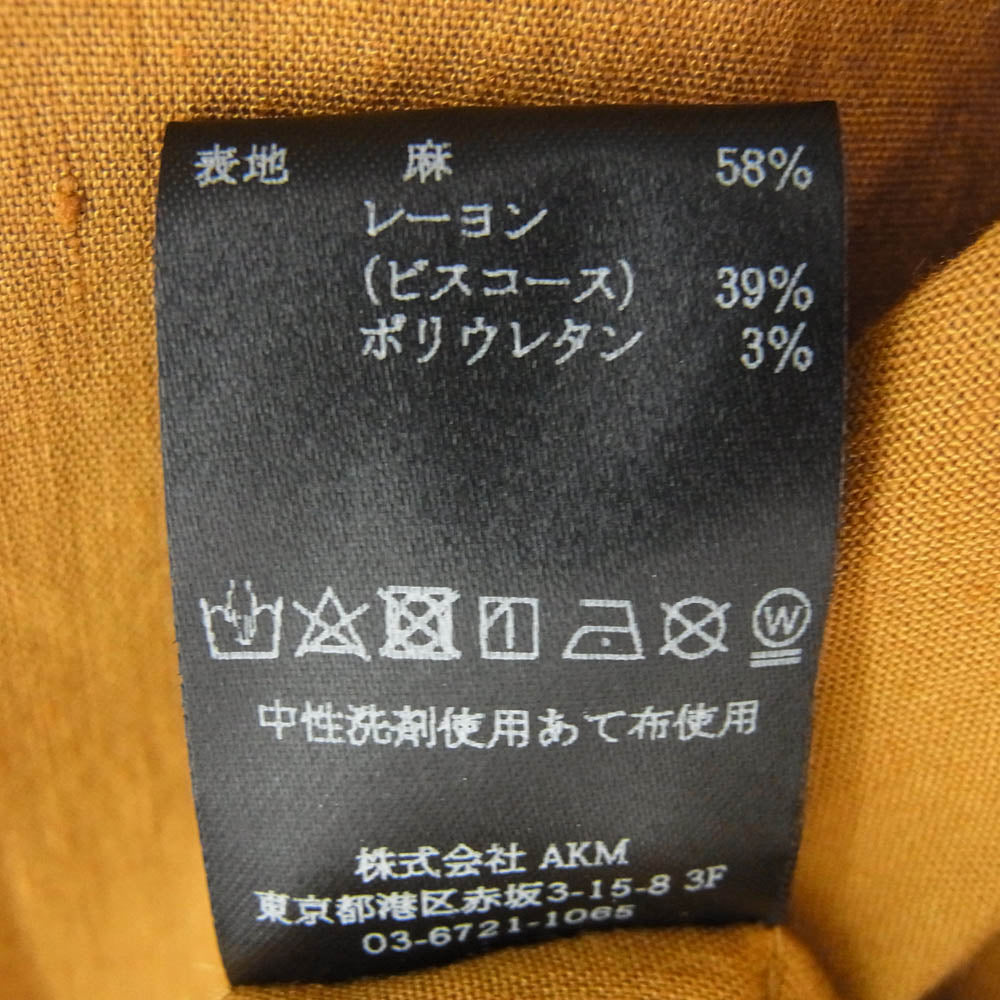 表地 麻 58%
レーヨン
(ビスコース) 39%
ポリウレタン 3%
W
中性洗剤使用あて布使用
株式会社 AKM
東京都港区赤坂3-15-8 3F
03-6721-1065